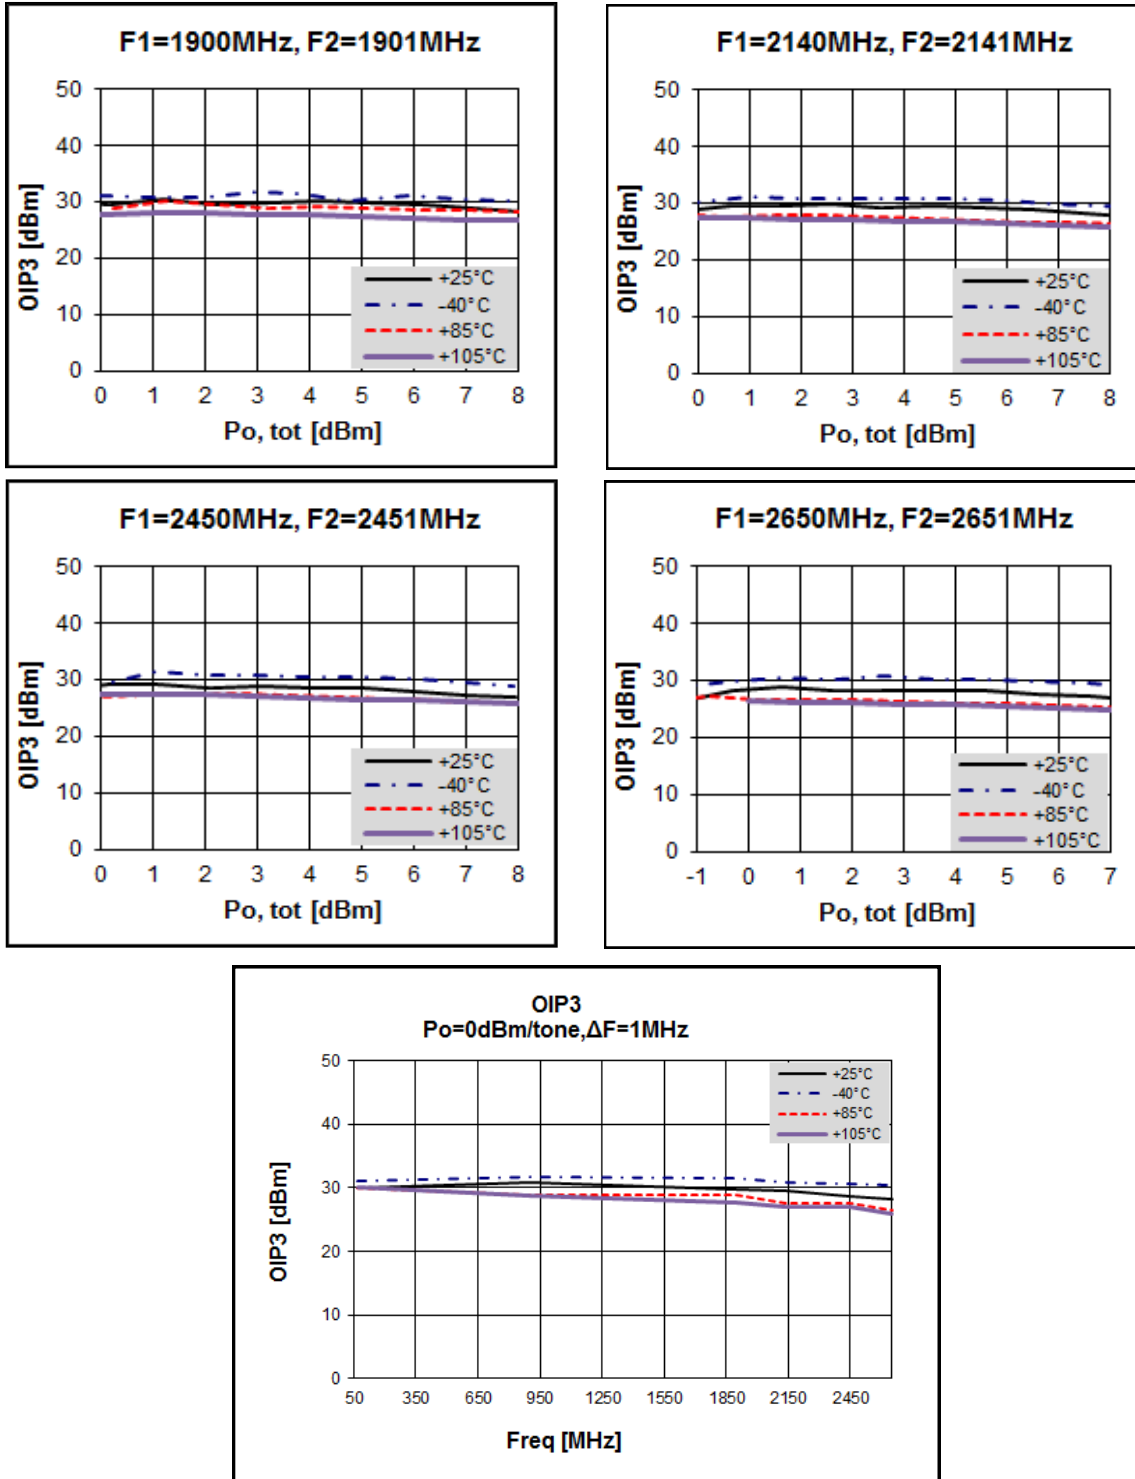 F1=1900MHz, F2=1901MHz
50
40
30
20
10
0
OIP3 [dBm]
+25°C
-40°C
+85°C
+105°C
0 1 2 3 4 5 6 7 8
Po, tot [dBm]
F1=2140MHz, F2=2141MHz
50
40
30
20
10
0
OIP3 [dBm]
+25°C
-40°C
+85°C
+105°C
0 1 2 3 4 5 6 7 8
Po, tot [dBm]
F1=2450MHz, F2=2451MHz
50
40
30
20
10
0
OIP3 [dBm]
+25°C
-40°C
+85°C
+105°C
0 1 2 3 4 5 6 7 8
Po, tot [dBm]
F1=2650MHz, F2=2651MHz
50
40
30
20
10
0
OIP3 [dBm]
+25°C
-40°C
+85°C
+105°C
-1 0 1 2 3 4 5 6 7
Po, tot [dBm]
OIP3
Po=0dBm/tone,ΔF=1MHz
50
40
30
20
10
0
OIP3 [dBm]
+25°C
-40°C
+85°C
+105°C
50 350 650 950 1250 1550 1850 2150 2450
Freq [MHz]